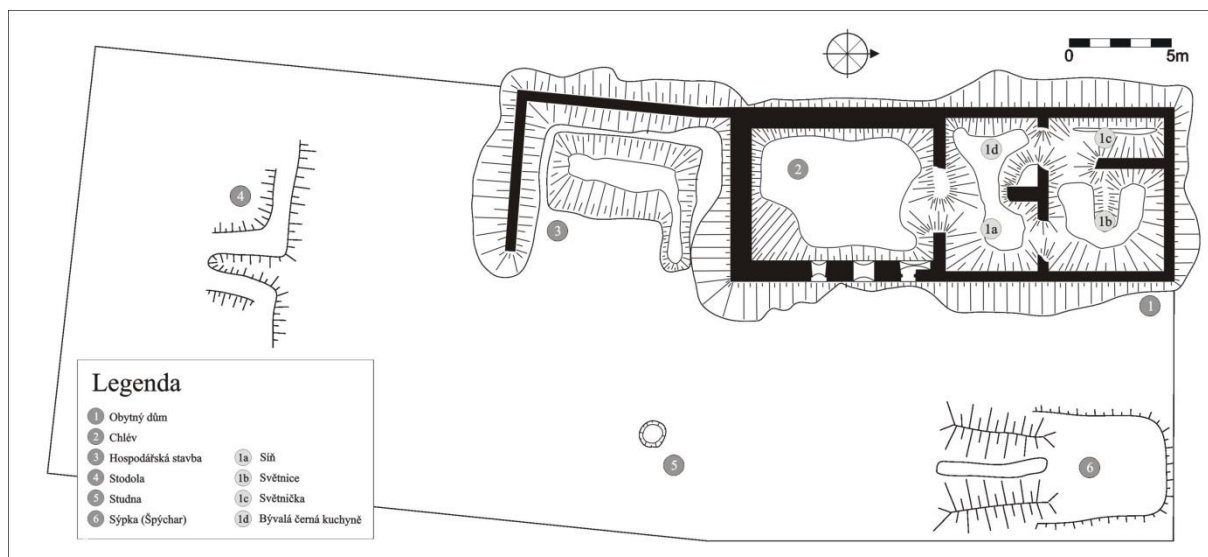 0 5m
1d
1c
2
4
1a
1b
3
1
Legenda
1 Obytný dům
2 Chlév
3 Hospodářská stavba
4 Stodola
5 Studna
6 Sýpka (Špýchar)
1a Síň
1b Světnice
1c Světnička
1d Bývalá černá kuchyně
5
6